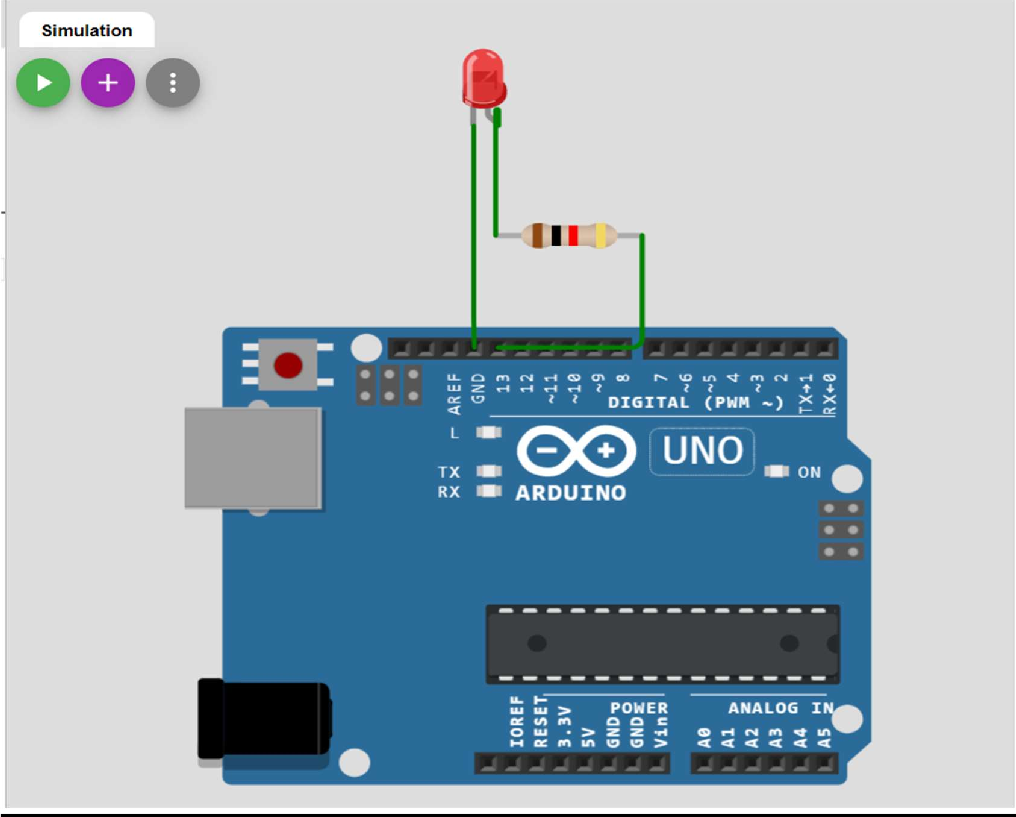 Simulation
AREF
GND
13
12
~11
~10
~9
8
7
~6
~5
4
~3
2
TX→1
RX←0
DIGITAL (PWM ~)
L
TX
RX
UNO
ON
ARDUINO
POWER
ANALOG IN
IOREF
RESET
3.3V
5V
GND
GND
Vin
A0
A1
A2
A3
A4
A5